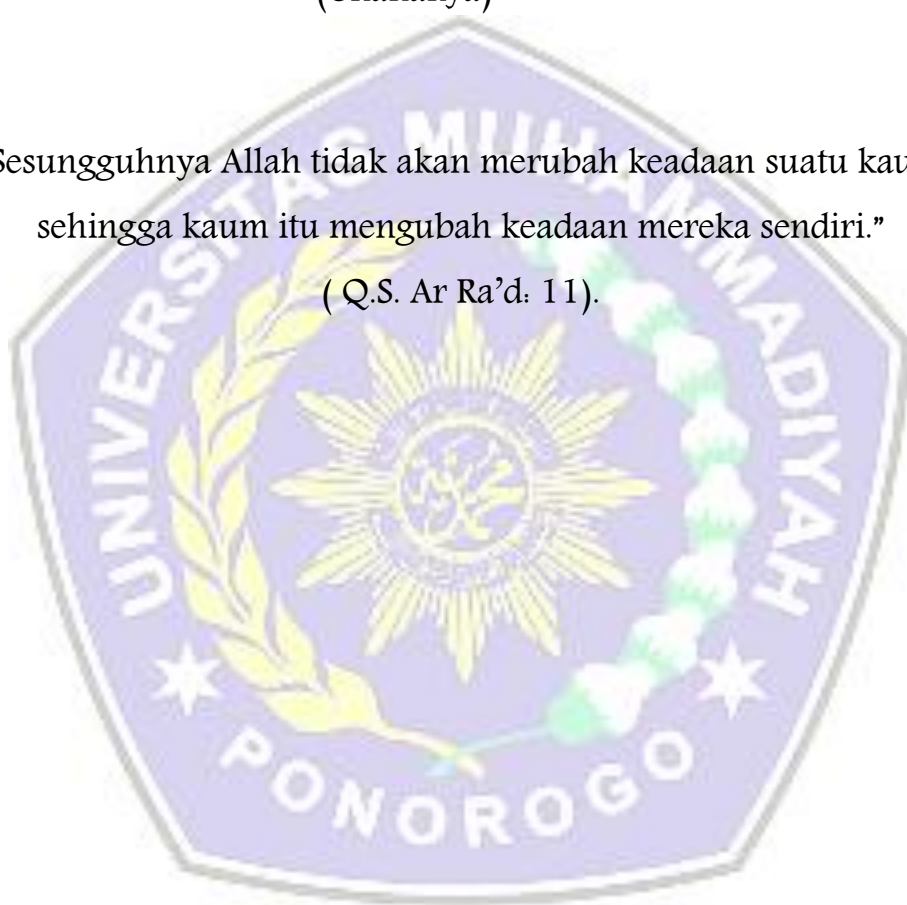 Sesungguhnya Allah tidak akan merubah keadaan suatu kau
sehingga kaum itu mengubah keadaan mereka sendiri.”
( Q.S. Ar Ra’d: 11).
UNIVERSITAS MUHAMMADIYAH
PONOROGO